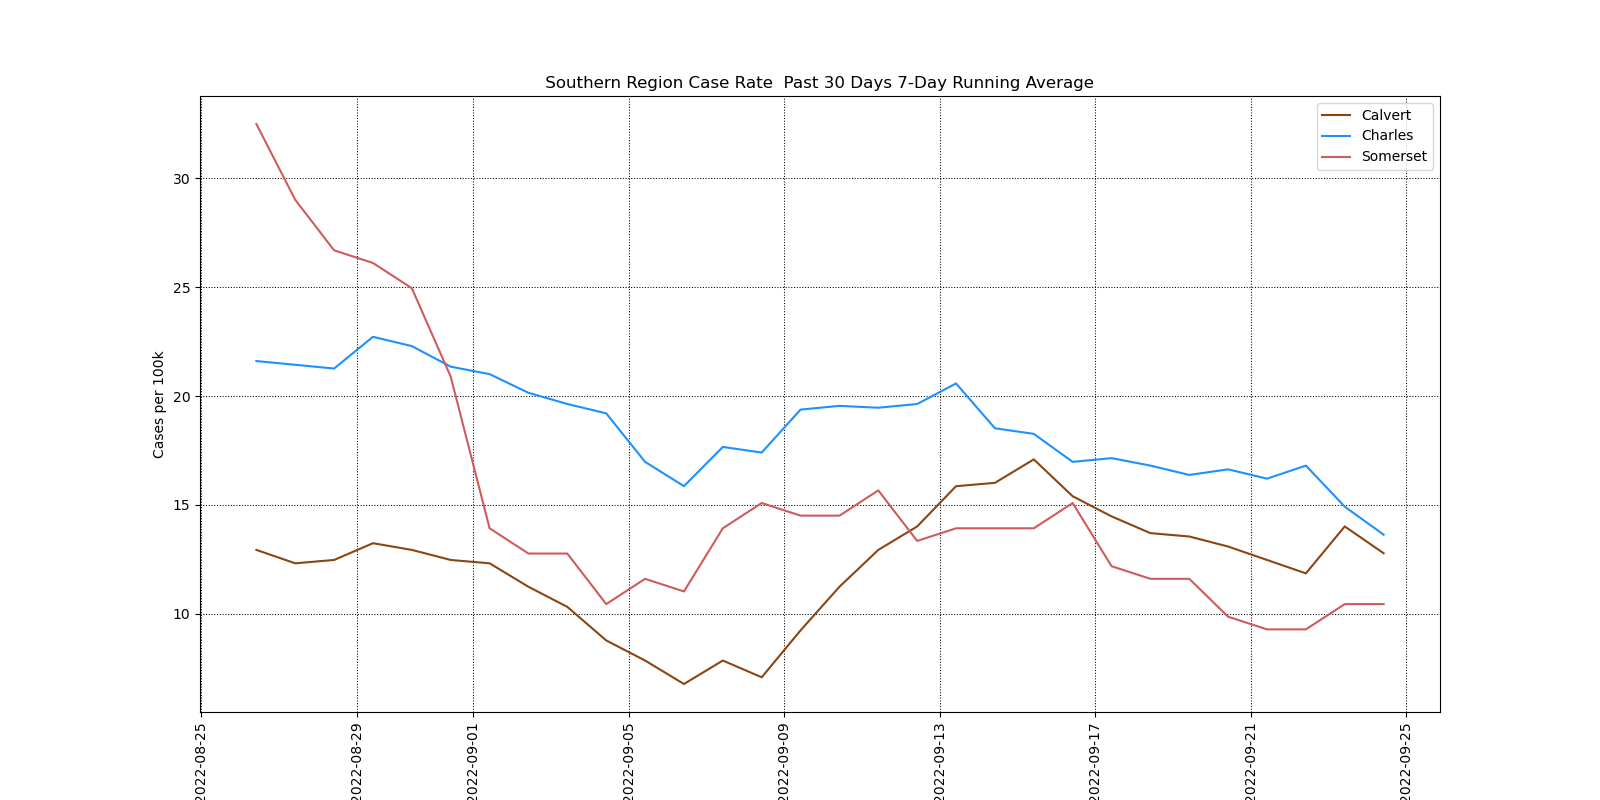 Southern Region Case Rate  Past 30 Days 7-Day Running Average
Calvert
Charles
Somerset
Cases per 100k
30
25
20
15
10
2022-08-25
2022-08-29
2022-09-01
2022-09-05
2022-09-09
2022-09-13
2022-09-17
2022-09-21
2022-09-25